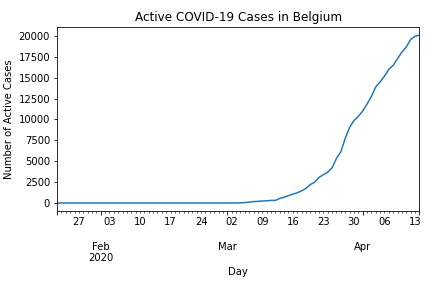 Active COVID-19 Cases in Belgium
Number of Active Cases
20000
17500
15000
12500
10000
7500
5000
2500
0
27 03 10 17 24 02 09 16 23 30 06 13
Feb Mar Apr
2020
Day